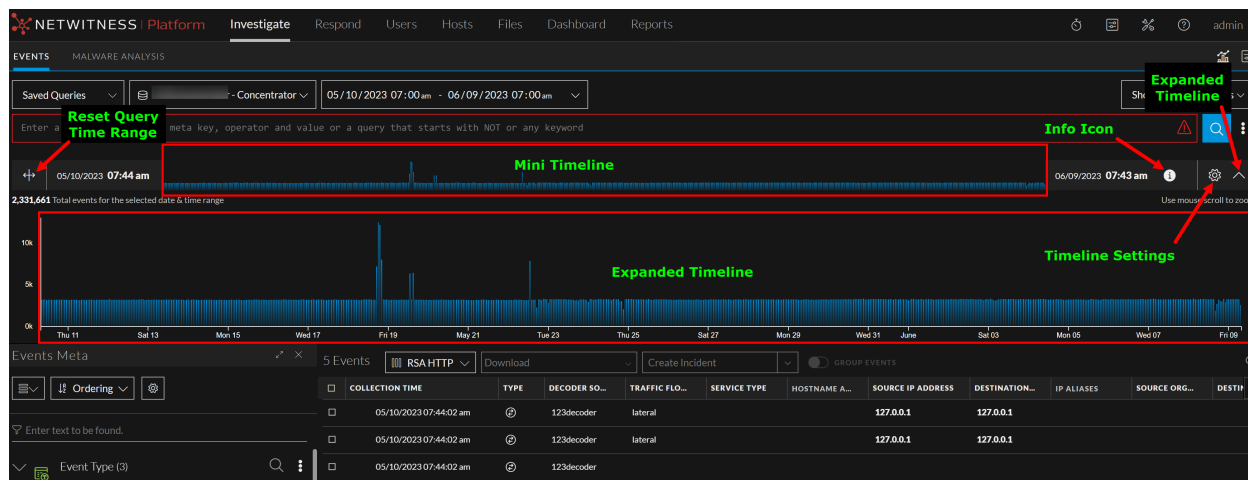 NETWITNESS Platform Investigate Respond Users Hosts Files Dashboard Reports admin
EVENTS MALWARE ANALYSIS
Expanded Timeline
Saved Queries - Concentrator 05/10/2023 07:00 am - 06/09/2023 07:00 am
Reset Query Time Range
Enter a meta key, operator and value or a query that starts with NOT or any keyword
Info Icon
Mini Timeline
05/10/2023 07:44 am 06/09/2023 07:43 am
2,331,661 Total events for the selected date & time range Use mouse scroll to
10k
5k
0k
Expanded Timeline
Timeline Settings
Thu 11 Sat 13 Mon 15 Wed 17 Fri 19 May 21 Tue 23 Thu 25 Sat 27 Mon 29 Wed 31 June Sat 03 Mon 05 Wed 07 Fri 09
Events Meta 5 Events RSA HTTP Download Create Incident GROUP EVENTS
Ordering
COLLECTION TIME TYPE DECODER SO... TRAFFIC FLO... SERVICE TYPE HOSTNAME A... SOURCE IP ADDRESS DESTINATION... IP ALIASES SOURCE ORG... DESTIN
05/10/2023 07:44:02 am 123decoder lateral 127.0.0.1 127.0.0.1
Enter text to be found.
05/10/2023 07:44:02 am 123decoder lateral 127.0.0.1 127.0.0.1
Event Type (3)
05/10/2023 07:44:02 am 123decoder